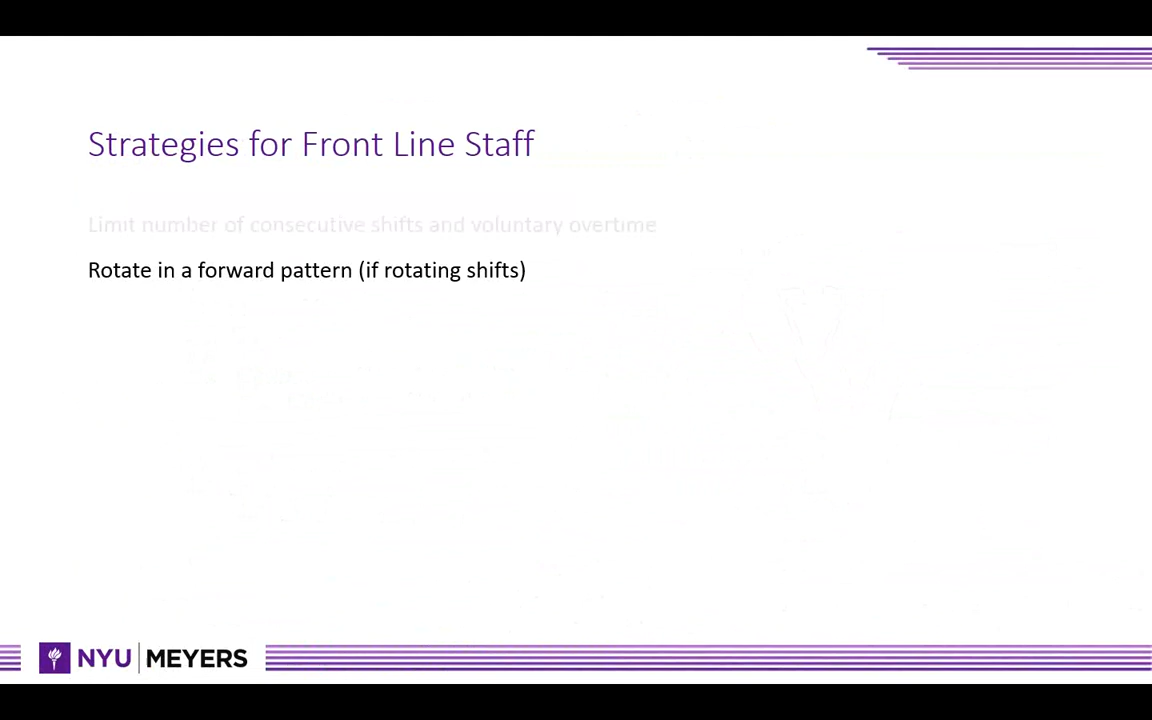 Strategies for Front Line Staff
Limit number of consecutive shifts and voluntary overtime
Rotate in a forward pattern (if rotating shifts)
NYU MEYERS